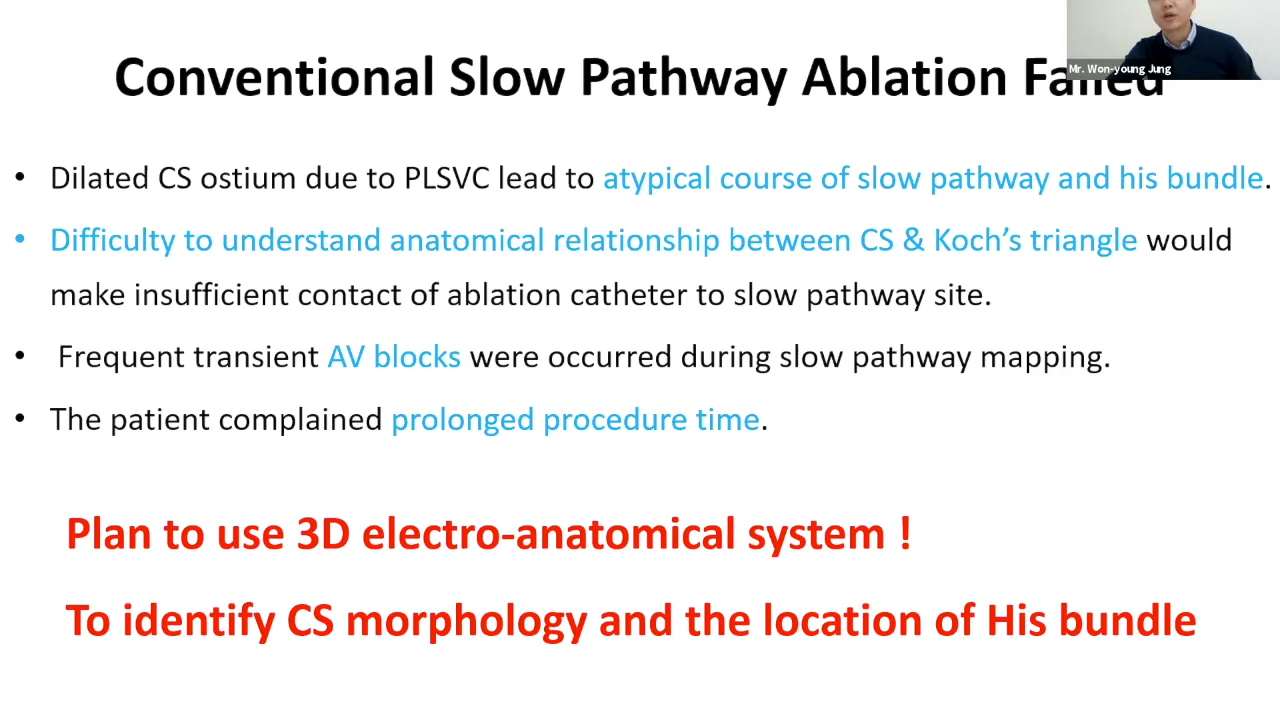 Conventional Slow Pathway Ablation Failed
Mr. Won-young Jung
• Dilated CS ostium due to PLSVC lead to atypical course of slow pathway and his bundle.
• Difficulty to understand anatomical relationship between CS & Koch’s triangle would
make insufficient contact of ablation catheter to slow pathway site.
• Frequent transient AV blocks were occurred during slow pathway mapping.
• The patient complained prolonged procedure time.
Plan to use 3D electro-anatomical system !
To identify CS morphology and the location of His bundle